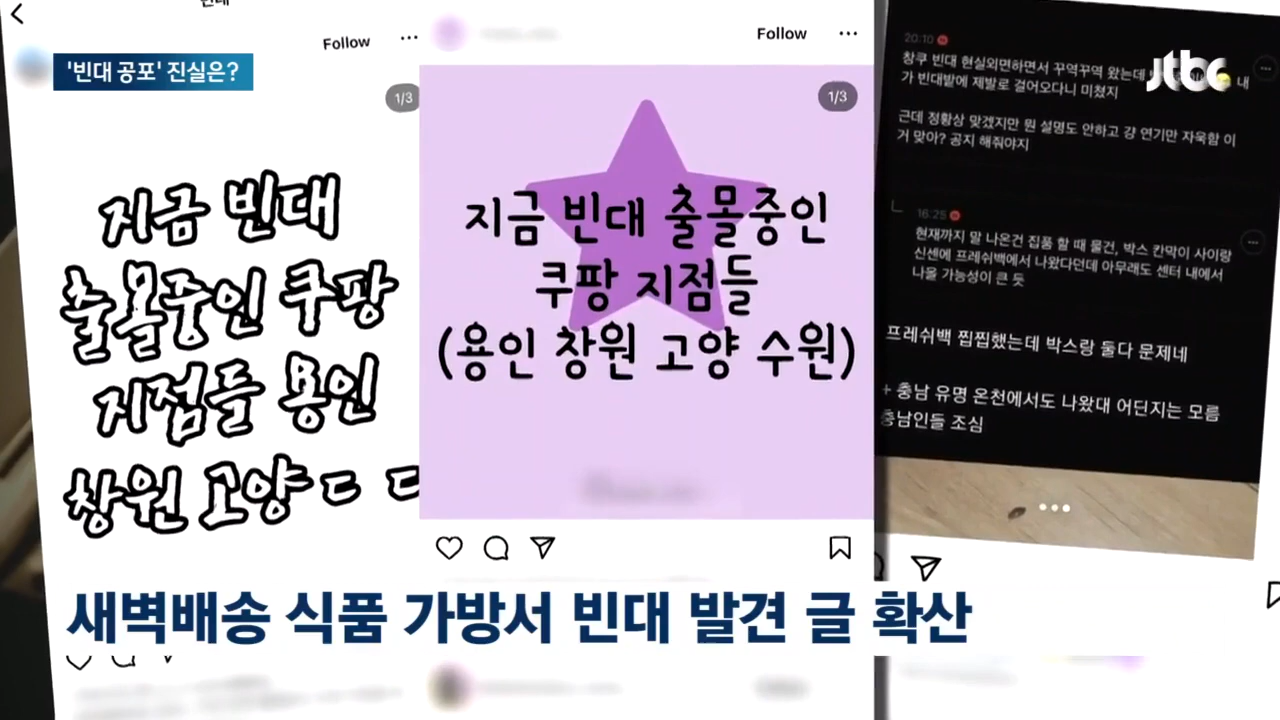 빈대
Follow
'빈대 공포' 진실은?
1/3
지금 빈대
출몰중인 쿠팡
지점들 용인
창원 고양ㄷㄷ
Follow
1/3
지금 빈대 출몰중인
쿠팡 지점들
(용인 창원 고양 수원)
jtbc
20:10
창쿠 빈대 현실외면하면서 꾸역꾸역 왔는데
내
가 빈대밭에 제발로 걸어오다니 미쳤지
근데 정황상 맞겠지만 뭔 설명도 안하고 걍 연기만 자욱함 이
거 맞아? 공지 해줘야지
16:25
현재까지 말 나온건 집품 할 때 물건, 박스 칸막이 사이랑
신센에 프레쉬백에서 나왔다던데 아무래도 센터 내에서
나올 가능성이 큰 듯
프레쉬백 찝찝했는데 박스랑 둘다 문제네
+ 충남 유명 온천에서도 나왔대 어딘지는 모름
충남인들 조심
새벽배송 식품 가방서 빈대 발견 글 확산